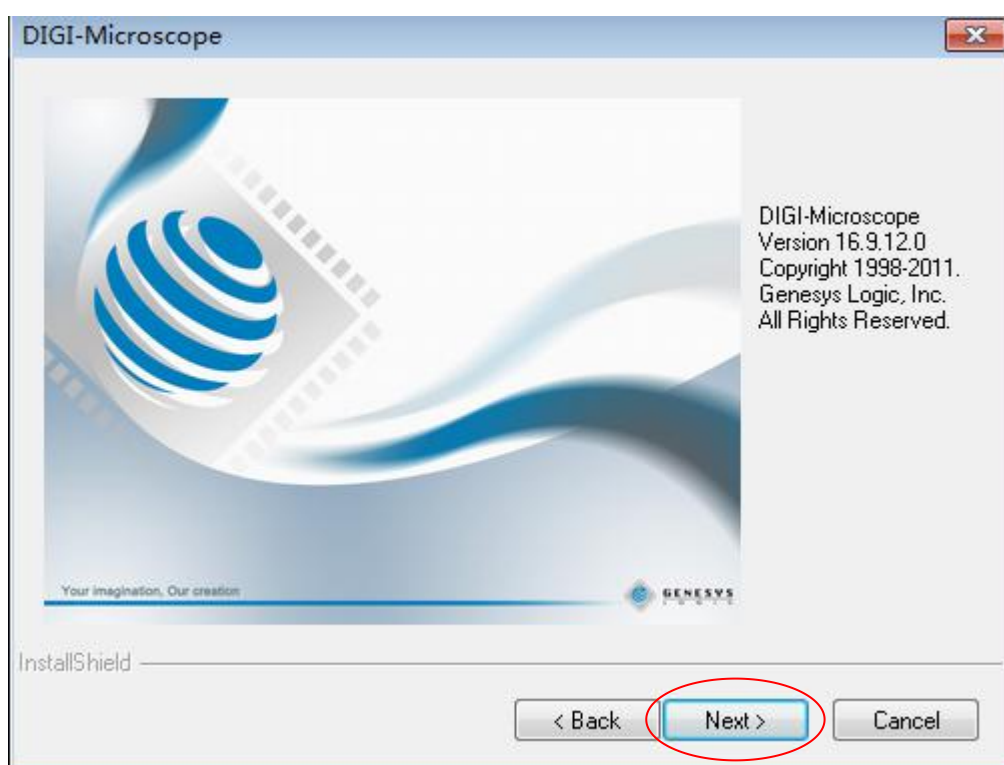 DIGI-Microscope
DIGI-Microscope
Version 16.9.12.0
Copyright 1998-2011.
Genesys Logic, Inc.
All Rights Reserved.
Your imagination, Our creation
GENESYS
LOGIC
InstallShield
< Back
Next >
Cancel